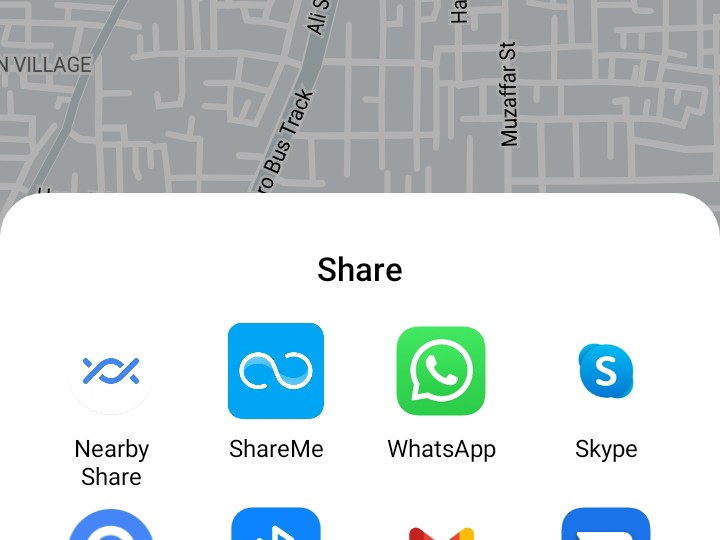 Ali S
Ha
N VILLAGE
Muzaffar St
ro Bus Track
Share
S
Nearby
Share
ShareMe
WhatsApp
Skype